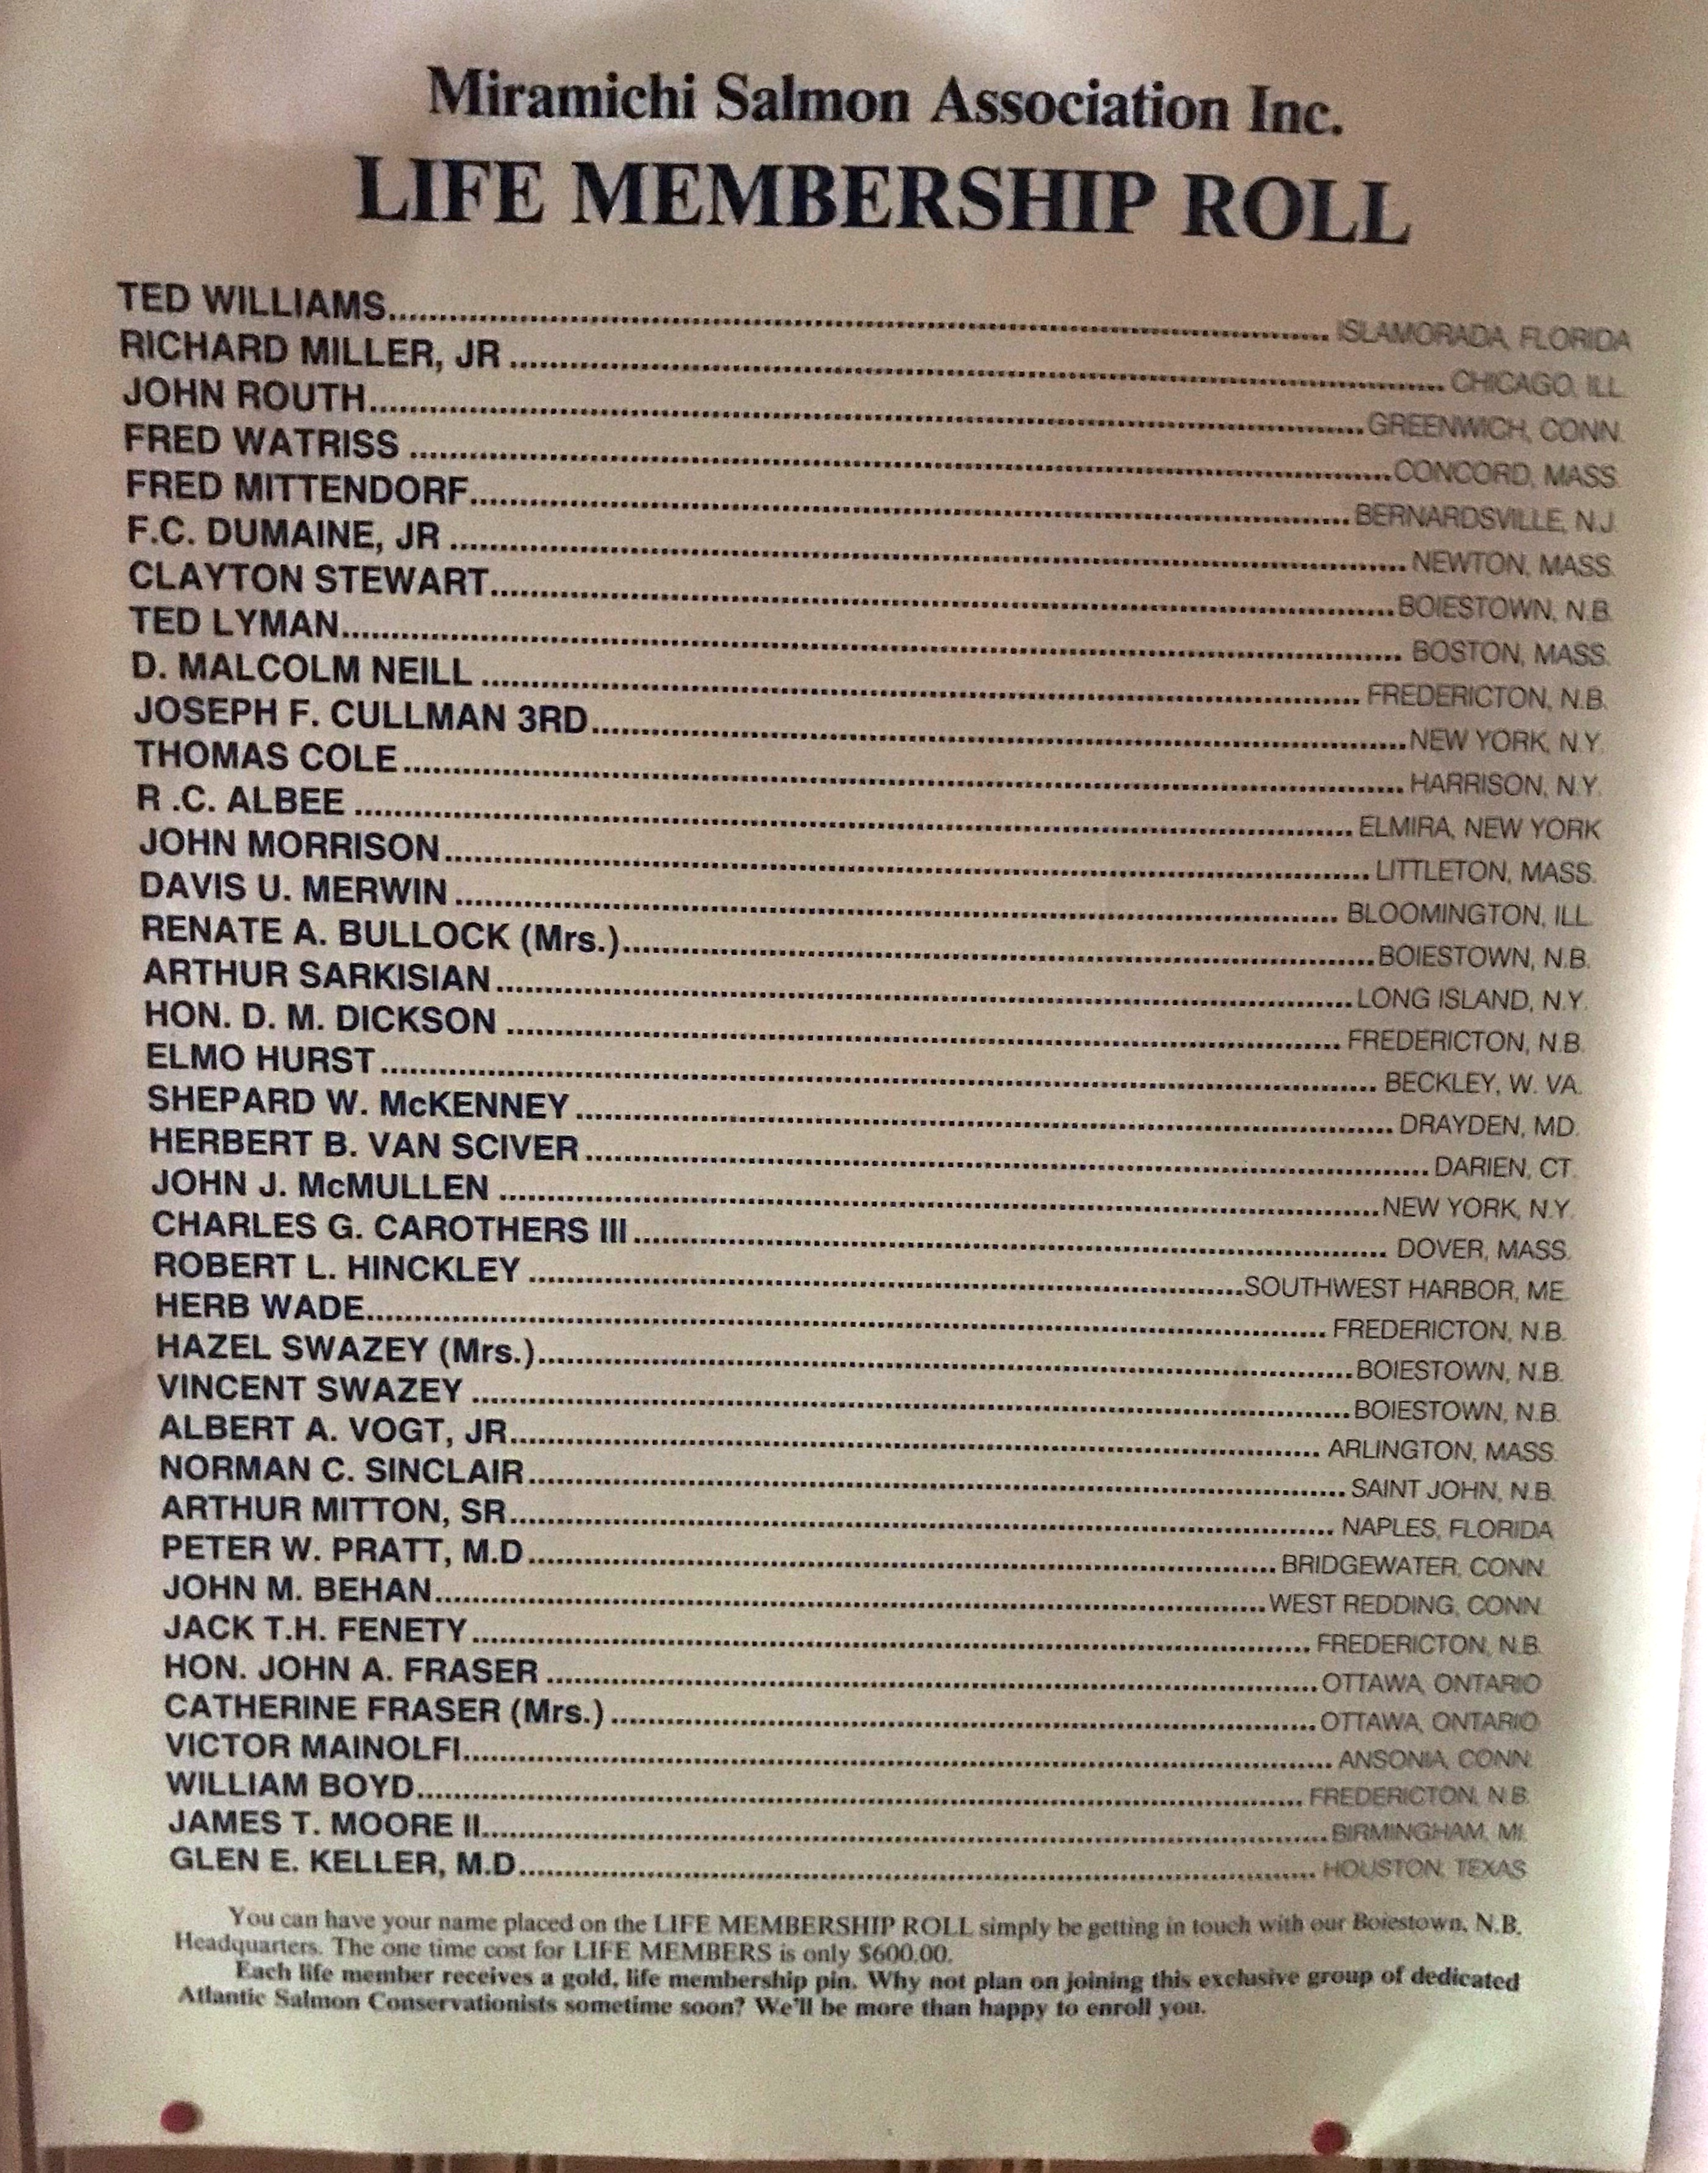 Miramichi Salmon Association Inc.
LIFE MEMBERSHIP ROLL
TED WILLIAMS........ISLAMORADA, FLORIDA
RICHARD MILLER, JR........CHICAGO, ILL.
JOHN ROUTH........GREENWICH, CONN.
FRED WATRISS........CONCORD, MASS.
FRED MITTENDORF........BERNARDSVILLE, N.J.
F.C. DUMAINE, JR........NEWTON, MASS.
CLAYTON STEWART........BOIESTOWN, N.B.
TED LYMAN........BOSTON, MASS.
D. MALCOLM NEILL........FREDERICTON, N.B.
JOSEPH F. CULLMAN 3RD........NEW YORK, N.Y.
THOMAS COLE........HARRISON, N.Y.
R .C. ALBEE........ELMIRA, NEW YORK
JOHN MORRISON........LITTLETON, MASS.
DAVIS U. MERWIN........BLOOMINGTON, ILL.
RENATE A. BULLOCK (Mrs.)........BOIESTOWN, N.B.
ARTHUR SARKISIAN........LONG ISLAND, N.Y.
HON. D. M. DICKSON........FREDERICTON, N.B.
ELMO HURST........BECKLEY, W. VA.
SHEPARD W. McKENNEY........DRAYDEN, MD.
HERBERT B. VAN SCIVER........DARIEN, CT.
JOHN J. McMULLEN........NEW YORK, N.Y.
CHARLES G. CAROTHERS III........DOVER, MASS.
ROBERT L. HINCKLEY........SOUTHWEST HARBOR, ME.
HERB WADE........FREDERICTON, N.B.
HAZEL SWAZEY (Mrs.)........BOIESTOWN, N.B.
VINCENT SWAZEY........BOIESTOWN, N.B.
ALBERT A. VOGT, JR........ARLINGTON, MASS.
NORMAN C. SINCLAIR........SAINT JOHN, N.B.
ARTHUR MITTON, SR........NAPLES, FLORIDA
PETER W. PRATT, M.D........BRIDGEWATER, CONN.
JOHN M. BEHAN........WEST REDDING, CONN.
JACK T.H. FENETY........FREDERICTON, N.B.
HON. JOHN A. FRASER........OTTAWA, ONTARIO
CATHERINE FRASER (Mrs.)........OTTAWA, ONTARIO
VICTOR MAINOLFI........ANSONIA, CONN.
WILLIAM BOYD........FREDERICTON, N.B.
JAMES T. MOORE II........BIRMINGHAM, MI.
GLEN E. KELLER, M.D........HOUSTON, TEXAS
You can have your name placed on the LIFE MEMBERSHIP ROLL simply be getting in touch with our Boiestown, N.B.
Headquarters. The one time cost for LIFE MEMBERS is only $600.00.
Each life member receives a gold, life membership pin. Why not plan on joining this exclusive group of dedicated
Atlantic Salmon Conservationists sometime soon? We'll be more than happy to enroll you.